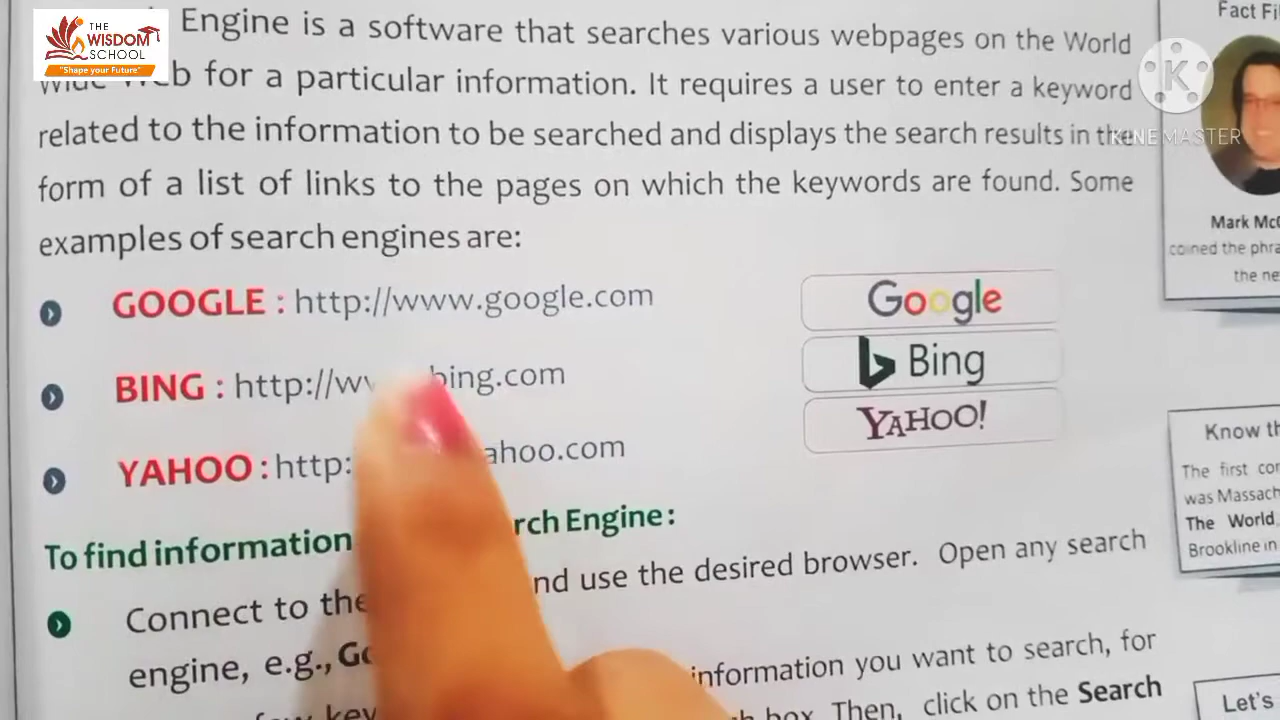 THE
WISDOM
SCHOOL
"Shape your Future"
Engine is a software that searches various webpages on the World
Wide Web for a particular information. It requires a user to enter a keyword
related to the information to be searched and displays the search results in the
form of a list of links to the pages on which the keywords are found. Some
examples of search engines are:
GOOGLE : http://www.google.com
BING : http://ww bing.com
YAHOO : http: ahoo.com
Google
Bing
YAHOO!
To find information rch Engine:
Connect to the nd use the desired browser. Open any search
engine, e.g., Go information you want to search, for
few key h box. Then, click on the Search
K
KINEMASTER
Fact Fi
Mark McC
coined the phra
the ne
Know th
The first con
was Massach
The World
Brookline in
Let's